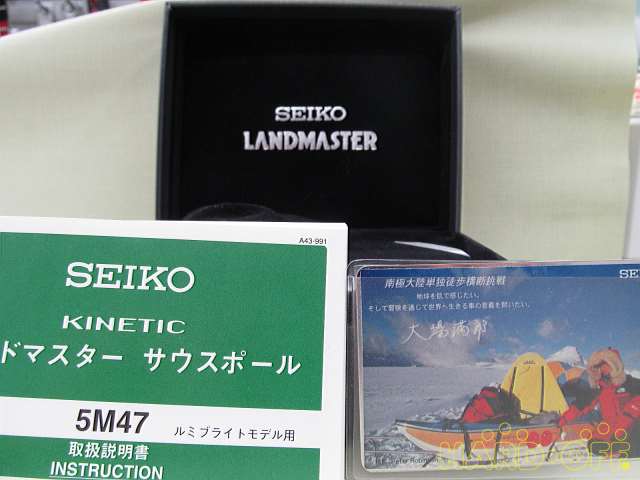 SEIKO
LANDMASTER
A43-991
SEIKO
KINETIC
ドマスター サウスポール
5M47 ルミブライトモデル用
取扱説明書
INSTRUCTION
南極大陸単独徒歩横断挑戦
地球を肌で感じたい。
そして冒険を通じて世界へ生きる事の意義を問いたい。
大場満郎
HARD OFF